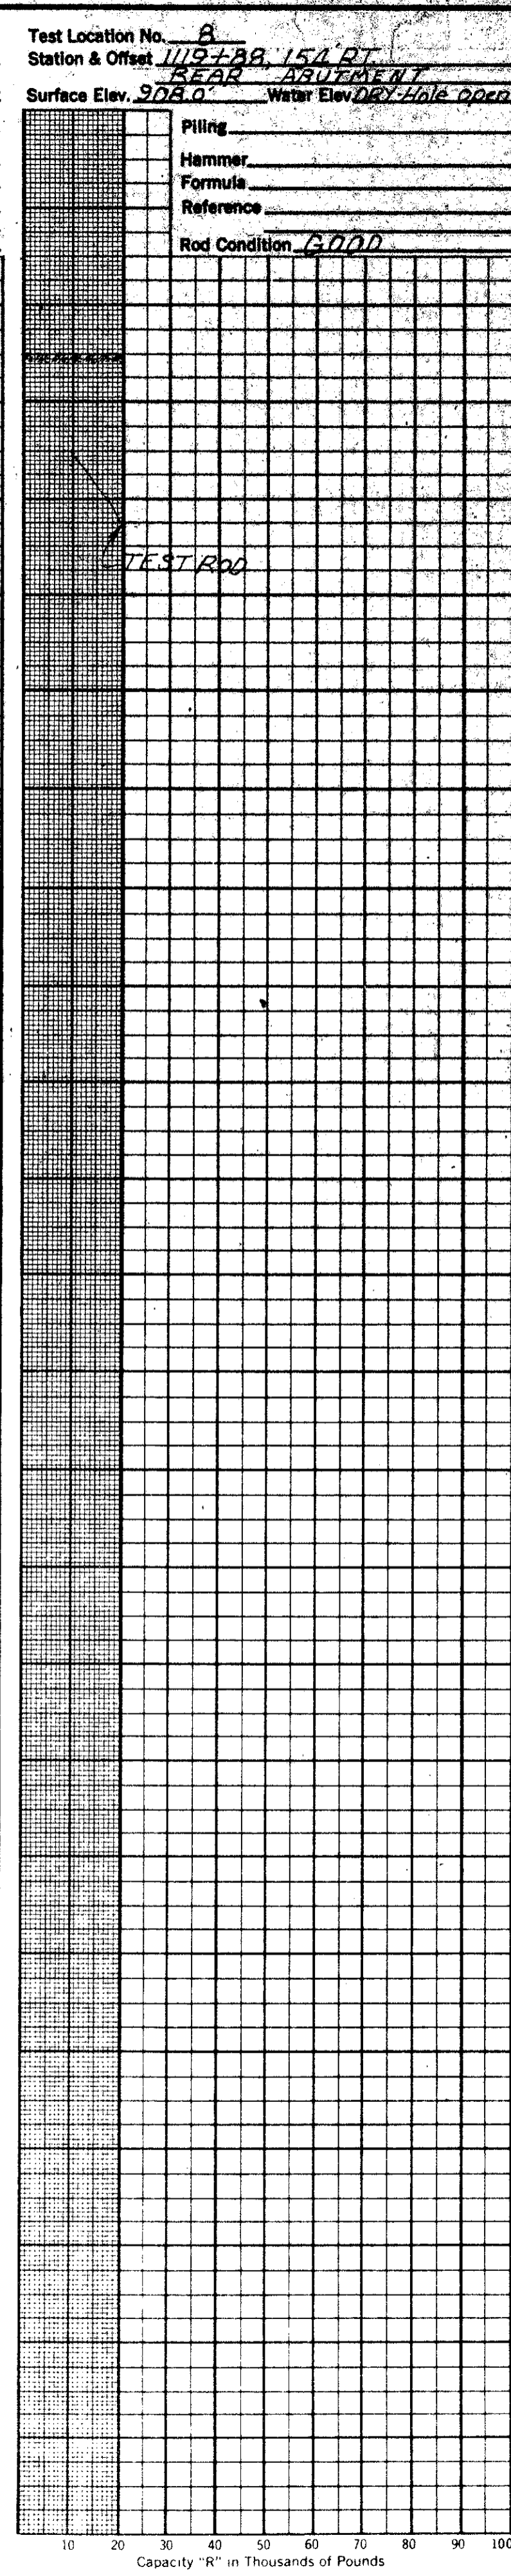 Test Location No. B
Station & Offset 1119+88, 154' RT
REAR ABUTMENT
Surface Elev. 908.0' Water Elev DRY-Hole open
Piling
Hammer
Formula
Reference
Rod Condition GOOD
TEST ROD
10 20 30 40 50 60 70 80 90 100
Capacity "R" in Thousands of Pounds